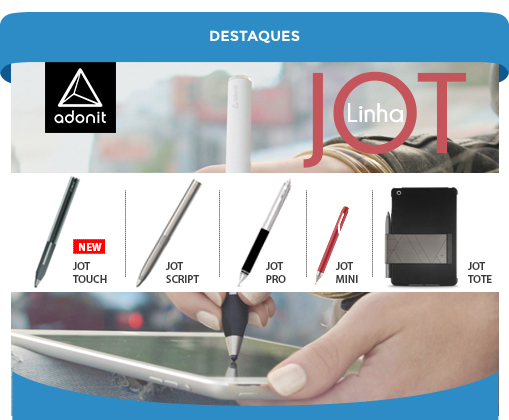 DESTAQUES
adonit
JOT
Linha
NEW
JOT
TOUCH
JOT
SCRIPT
JOT
PRO
JOT
MINI
JOT
TOTE